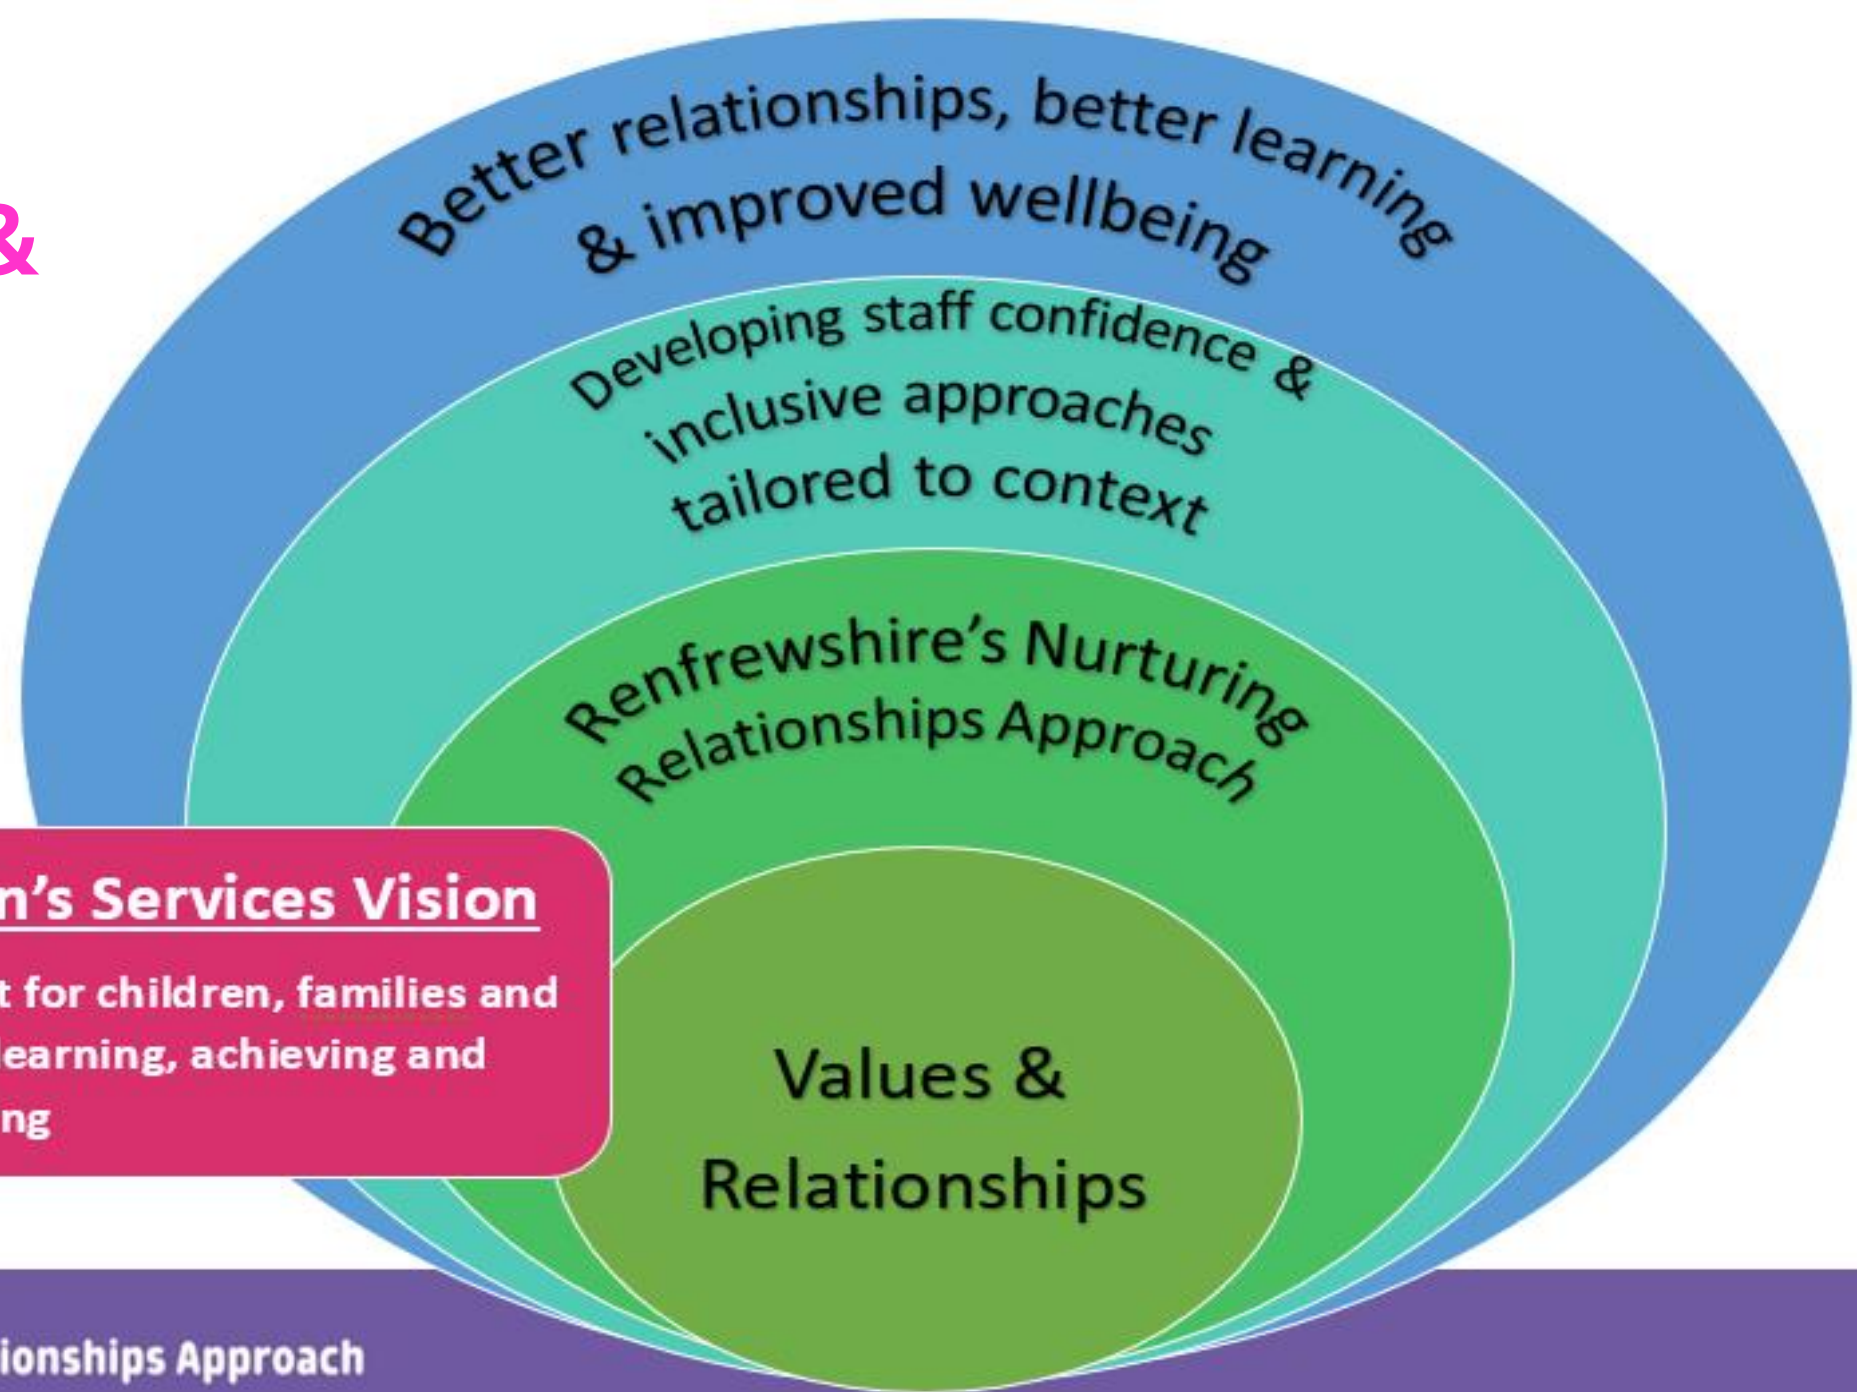 &
Better relationships, better learning
& improved wellbeing
Developing staff confidence &
inclusive approaches
tailored to context
Renfrewshire's Nurturing
Relationships Approach
Values &
Relationships
n's Services Vision
t for children, families and
learning, achieving and
ng
ionships Approach